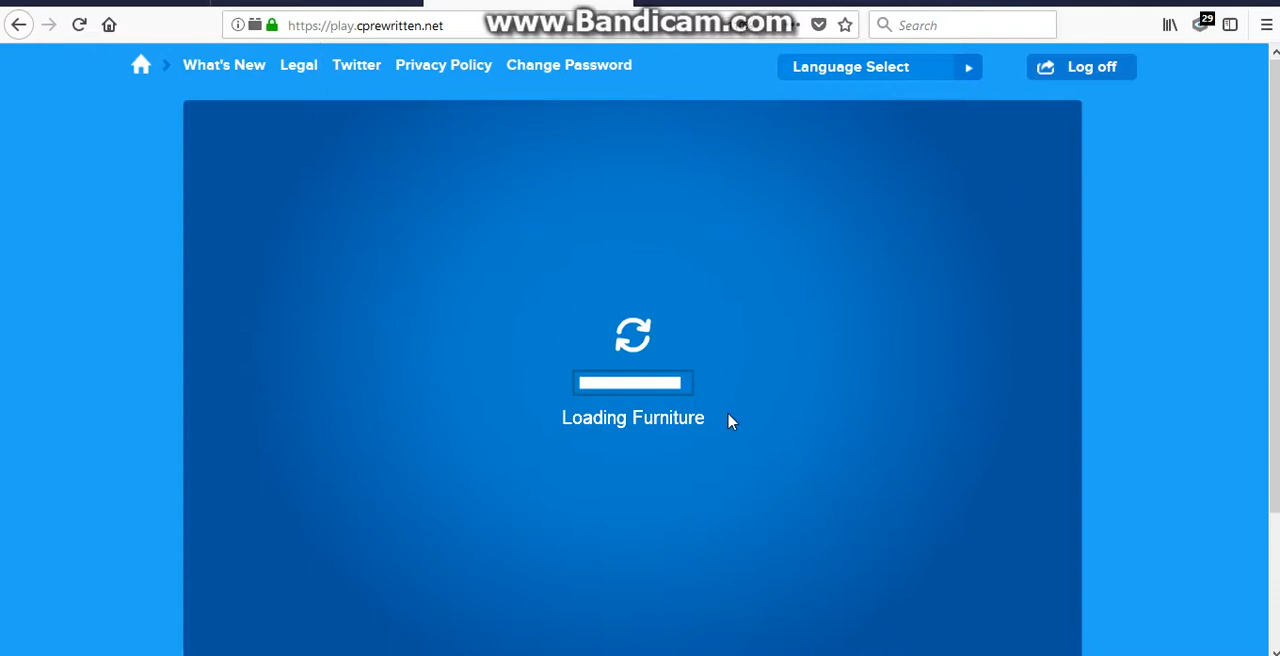 www.Bandicam.com
https://play.cprewritten.net
Search
29
What's New Legal Twitter Privacy Policy Change Password Language Select Log off
Loading Furniture